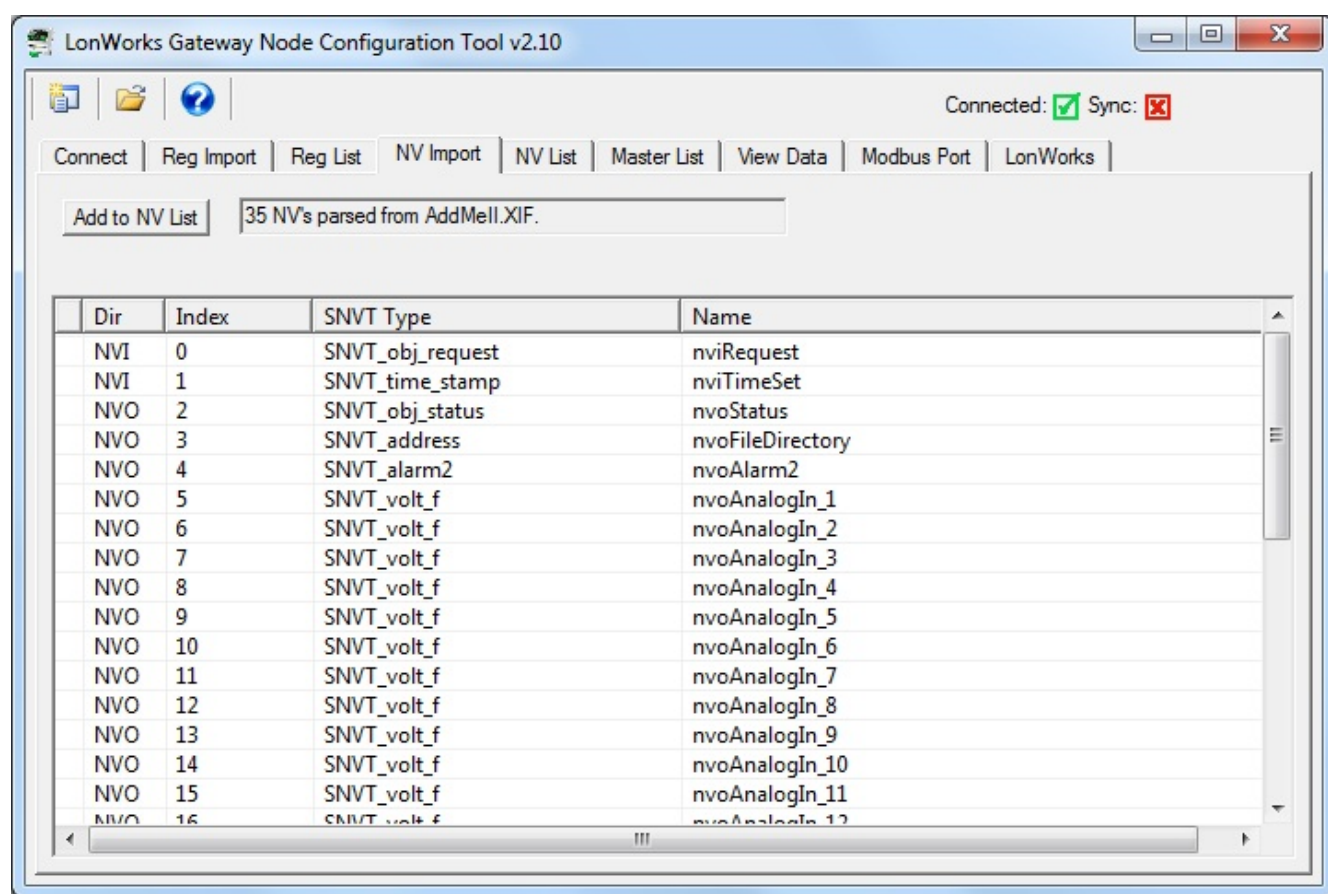 LonWorks Gateway Node Configuration Tool v2.10
Connected: Sync:
Connect Reg Import Reg List NV Import NV List Master List View Data Modbus Port LonWorks
Add to NV List 35 NV's parsed from AddMeII.XIF.
Dir Index SNVT Type Name
NVI 0 SNVT_obj_request nviRequest
NVI 1 SNVT_time_stamp nviTimeSet
NVO 2 SNVT_obj_status nvoStatus
NVO 3 SNVT_address nvoFileDirectory
NVO 4 SNVT_alarm2 nvoAlarm2
NVO 5 SNVT_volt_f nvoAnalogIn_1
NVO 6 SNVT_volt_f nvoAnalogIn_2
NVO 7 SNVT_volt_f nvoAnalogIn_3
NVO 8 SNVT_volt_f nvoAnalogIn_4
NVO 9 SNVT_volt_f nvoAnalogIn_5
NVO 10 SNVT_volt_f nvoAnalogIn_6
NVO 11 SNVT_volt_f nvoAnalogIn_7
NVO 12 SNVT_volt_f nvoAnalogIn_8
NVO 13 SNVT_volt_f nvoAnalogIn_9
NVO 14 SNVT_volt_f nvoAnalogIn_10
NVO 15 SNVT_volt_f nvoAnalogIn_11
NVO 16 SNVT_volt_f nvoAnalogIn_12